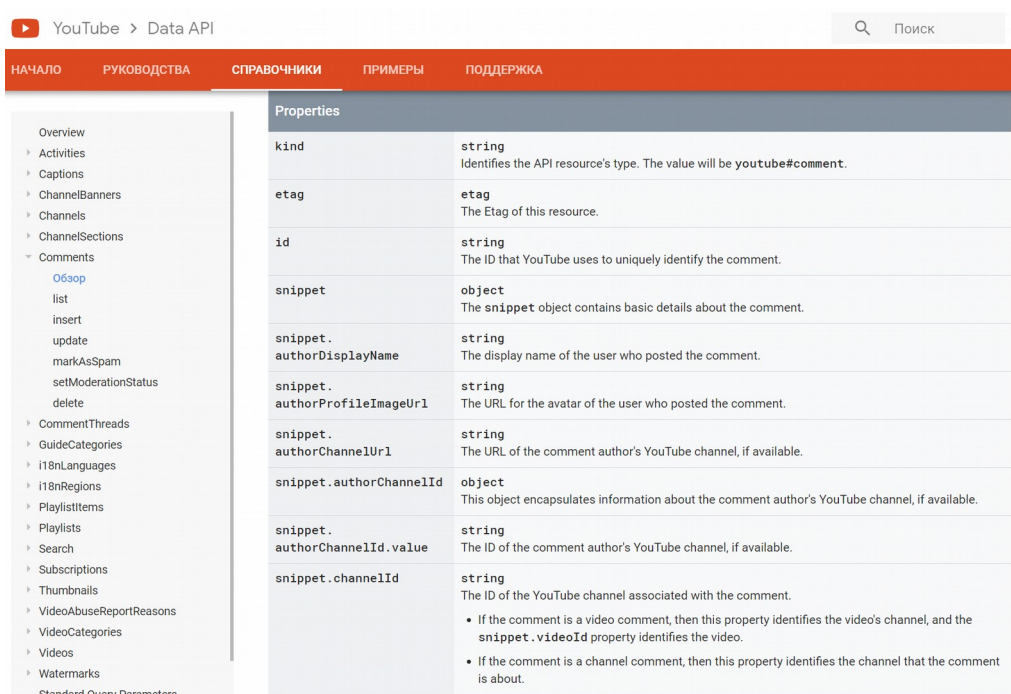 YouTube > Data API
Поиск
НАЧАЛО РУКОВОДСТВА СПРАВОЧНИКИ ПРИМЕРЫ ПОДДЕРЖКА
Overview
Activities
Captions
ChannelBanners
Channels
ChannelSections
Comments
Обзор
list
insert
update
markAsSpam
setModerationStatus
delete
CommentThreads
GuideCategories
i18nLanguages
i18nRegions
PlaylistItems
Playlists
Search
Subscriptions
Thumbnails
VideoAbuseReportReasons
VideoCategories
Videos
Watermarks
Standard Query Parameters
Properties
kind
string
Identifies the API resource's type. The value will be youtube#comment.
etag
etag
The Etag of this resource.
id
string
The ID that YouTube uses to uniquely identify the comment.
snippet
object
The snippet object contains basic details about the comment.
snippet.
authorDisplayName
string
The display name of the user who posted the comment.
snippet.
authorProfileImageUrl
string
The URL for the avatar of the user who posted the comment.
snippet.
authorChannelUrl
string
The URL of the comment author's YouTube channel, if available.
snippet.authorChannelId
object
This object encapsulates information about the comment author's YouTube channel, if available.
snippet.
authorChannelId.value
string
The ID of the comment author's YouTube channel, if available.
snippet.channelId
string
The ID of the YouTube channel associated with the comment.
• If the comment is a video comment, then this property identifies the video's channel, and the
snippet.videoId property identifies the video.
• If the comment is a channel comment, then this property identifies the channel that the comment
is about.